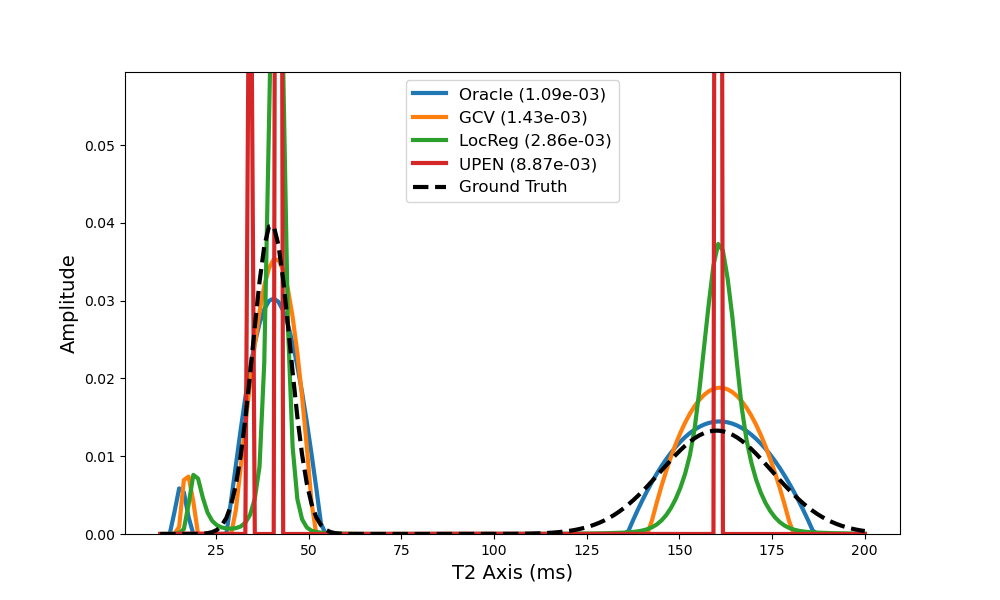 Oracle (1.09e-03)
GCV (1.43e-03)
LocReg (2.86e-03)
UPEN (8.87e-03)
Ground Truth
Amplitude
0.05
0.04
0.03
0.02
0.01
0.00
25 50 75 100 125 150 175 200
T2 Axis (ms)